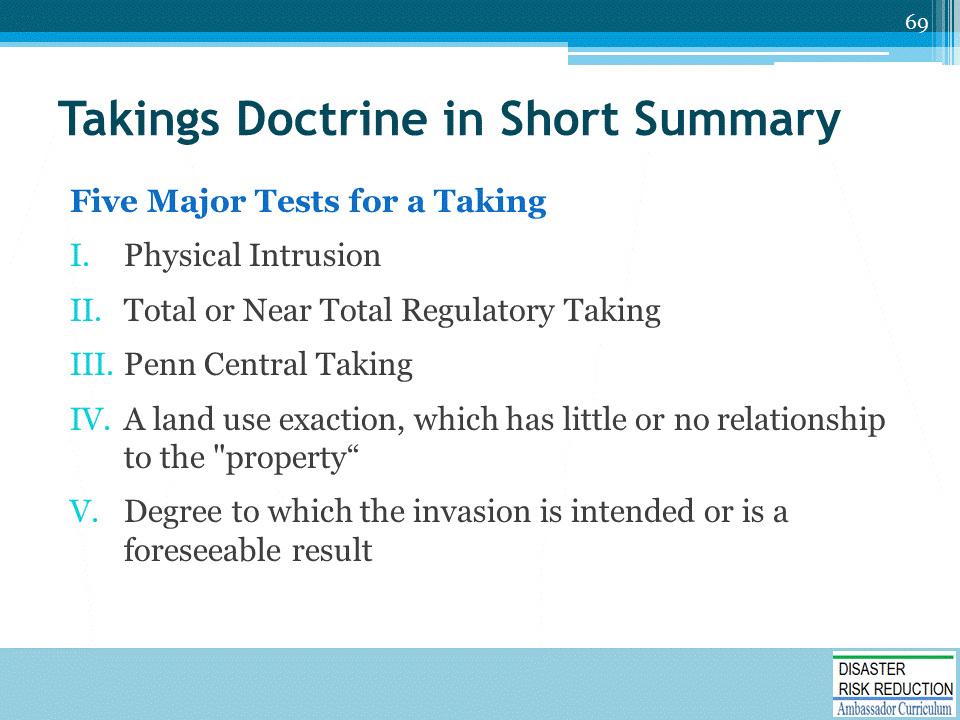 69
Takings Doctrine in Short Summary
Five Major Tests for a Taking
I. Physical Intrusion
II. Total or Near Total Regulatory Taking
III. Penn Central Taking
IV. A land use exaction, which has little or no relationship
to the "property“
V. Degree to which the invasion is intended or is a
foreseeable result
DISASTER
RISK REDUCTION
Ambassador Curriculum